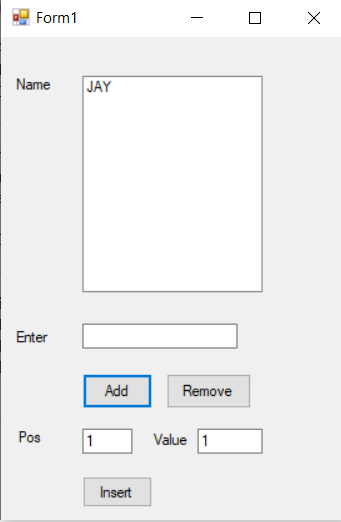 Form1
Name
JAY
Enter
Add Remove
Pos 1 Value 1
Insert